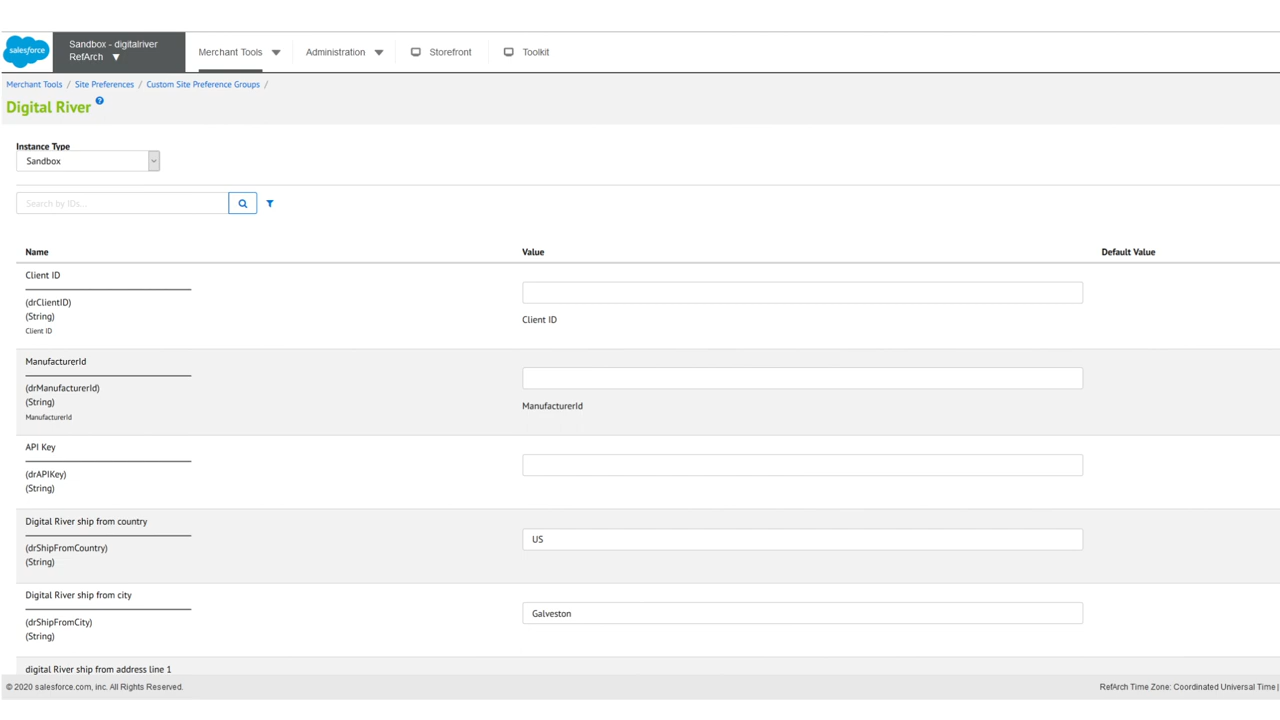 salesforce
Sandbox - digitalriver
RefArch ▼
Merchant Tools
Administration
Storefront
Toolkit
Merchant Tools / Site Preferences / Custom Site Preference Groups /
Digital River ?
Instance Type
Sandbox
Search by IDs...
Name Value Default Value
Client ID
(drClientID)
(String)
Client ID
Client ID
ManufacturerId
(drManufacturerId)
(String)
ManufacturerId
ManufacturerId
API Key
(drAPIKey)
(String)
Digital River ship from country
(drShipFromCountry)
(String)
US
Digital River ship from city
(drShipFromCity)
(String)
Galveston
digital River ship from address line 1
© 2020 salesforce.com, inc. All Rights Reserved.
RefArch Time Zone: Coordinated Universal Time |